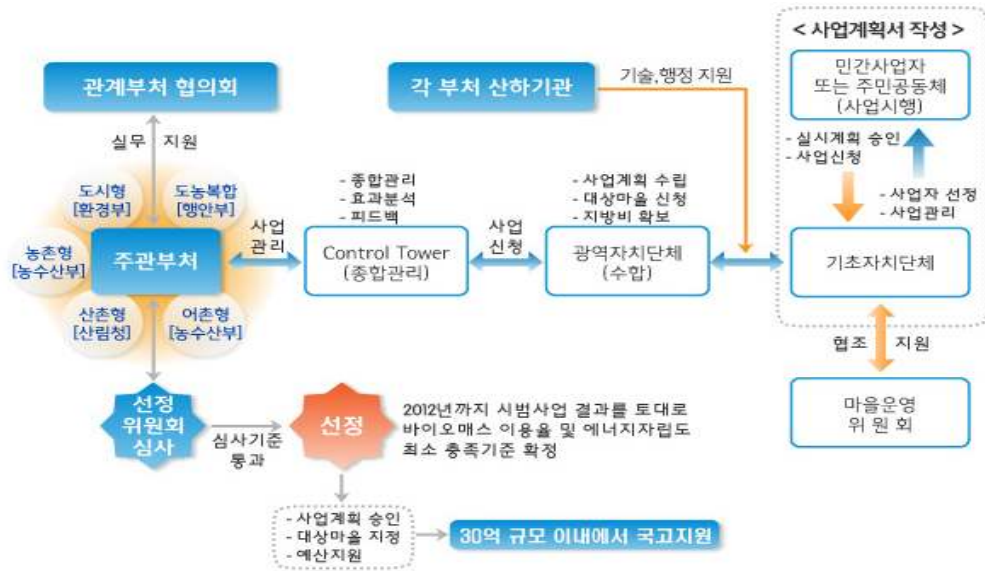 < 사업계획서 작성 >
관계부처 협의회
각 부처 산하기관
기술,행정 지원
민간사업자
또는 주민공동체
(사업시행)
실무 지원
- 실시계획 승인
- 사업신청
- 사업자 선정
- 사업관리
도시형
[환경부]
도농복합
[행안부]
농촌형
[농수산부]
주관부처
산촌형
[산림청]
어촌형
[농수산부]
사업
관리
- 종합관리
- 효과분석
- 피드백
Control Tower
(종합관리)
사업
신청
- 사업계획 수립
- 대상마을 신청
- 지방비 확보
광역자치단체
(수합)
기초자치단체
협조 지원
마을운영
위원회
선정
위원회
심사
심사기준
통과
선정
2012년까지 시범사업 결과를 토대로
바이오매스 이용율 및 에너지자립도
최소 충족기준 확정
- 사업계획 승인
- 대상마을 지정
- 예산지원
30억 규모 이내에서 국고지원